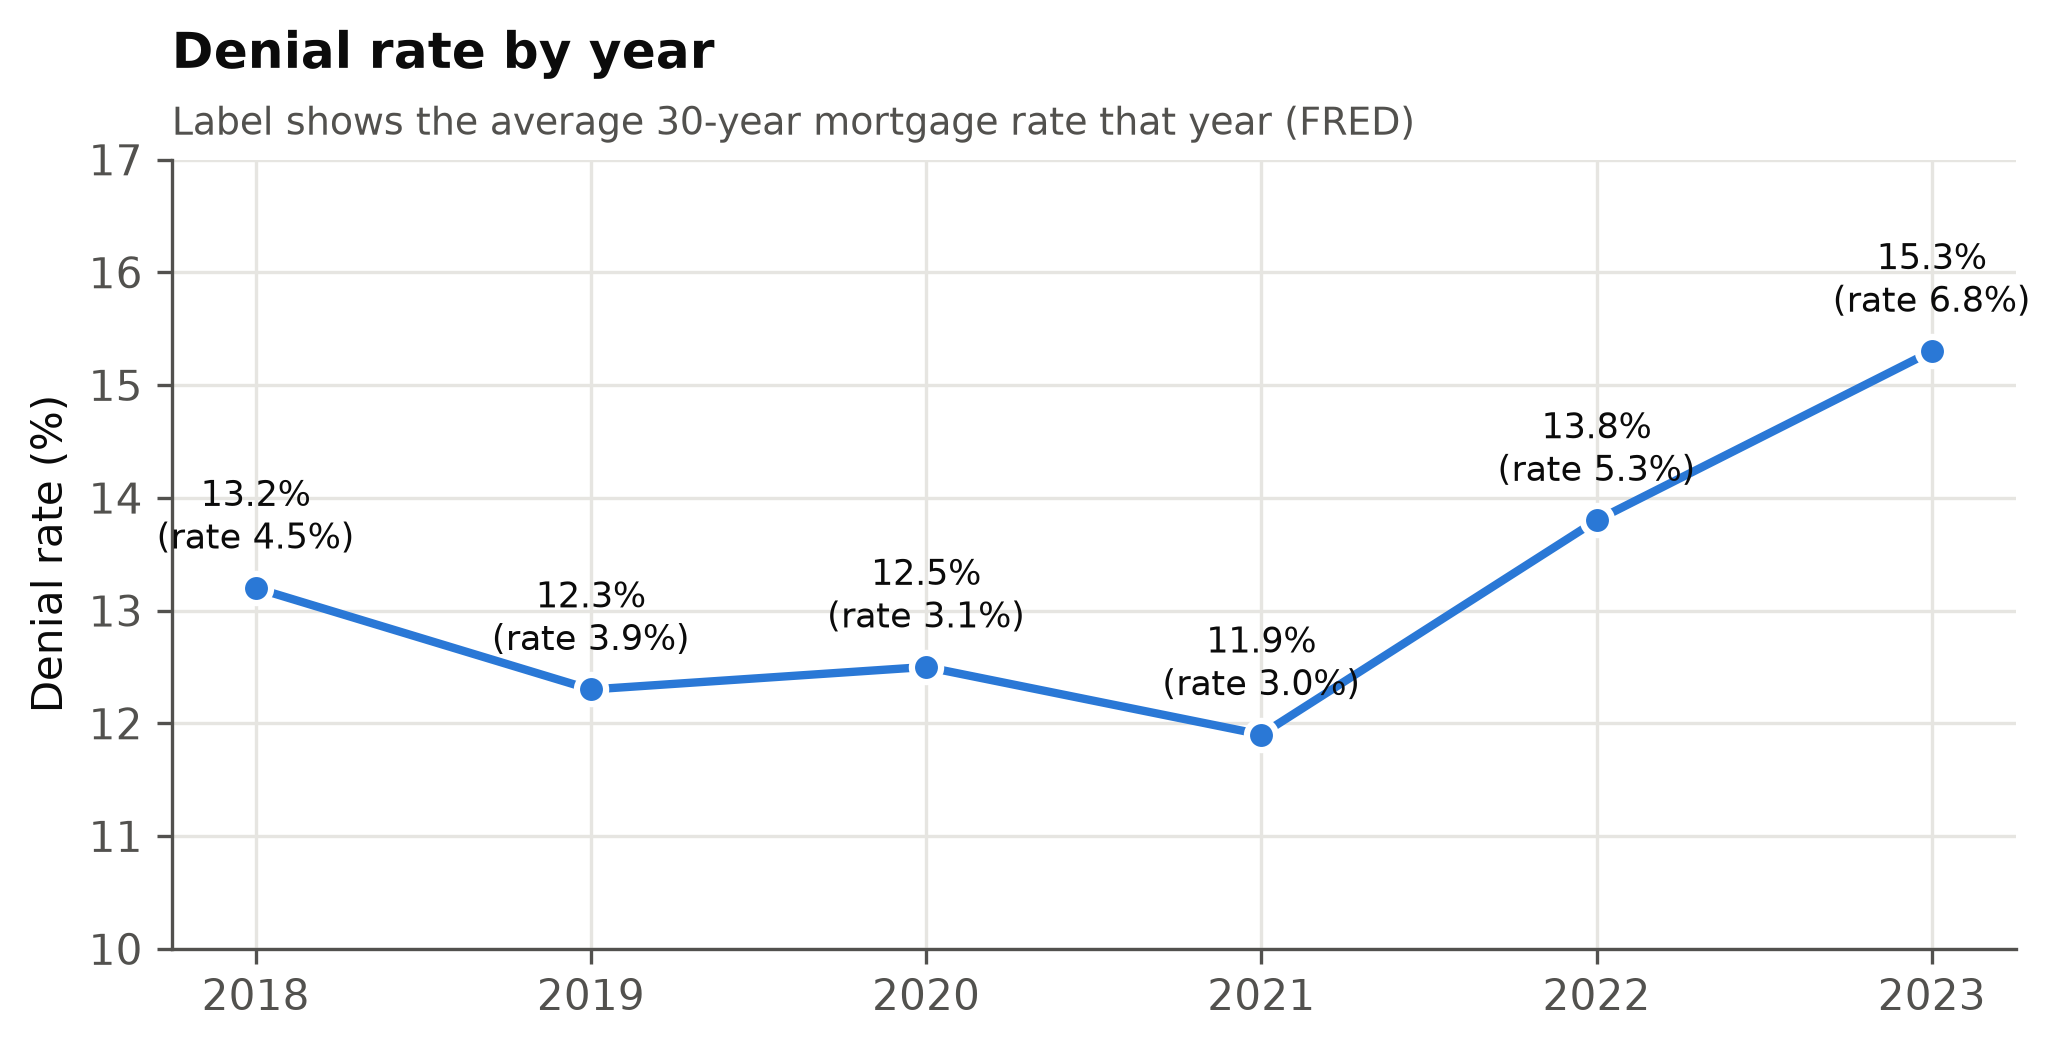 Denial rate by year
Label shows the average 30-year mortgage rate that year (FRED)
Denial rate (%)
17
16
15
14
13
12
11
10
13.2%
(rate 4.5%)
12.3%
(rate 3.9%)
12.5%
(rate 3.1%)
11.9%
(rate 3.0%)
13.8%
(rate 5.3%)
15.3%
(rate 6.8%)
2018 2019 2020 2021 2022 2023